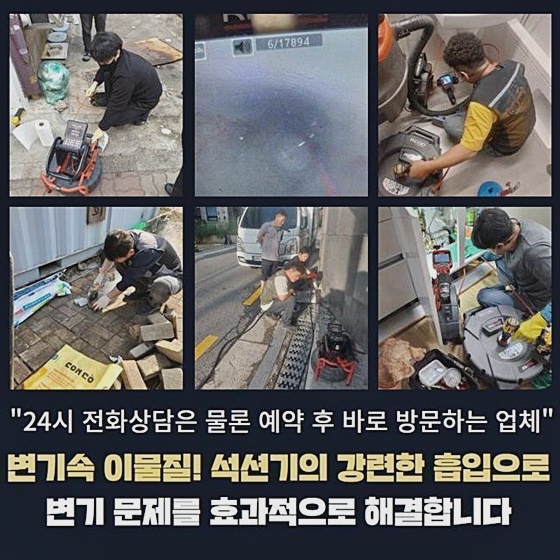 6/17894
"24시 전화상담은 물론 예약 후 바로 방문하는 업체"
변기속 이물질! 석션기의 강련한 흡입으로
변기 문제를 효과적으로 해결합니다